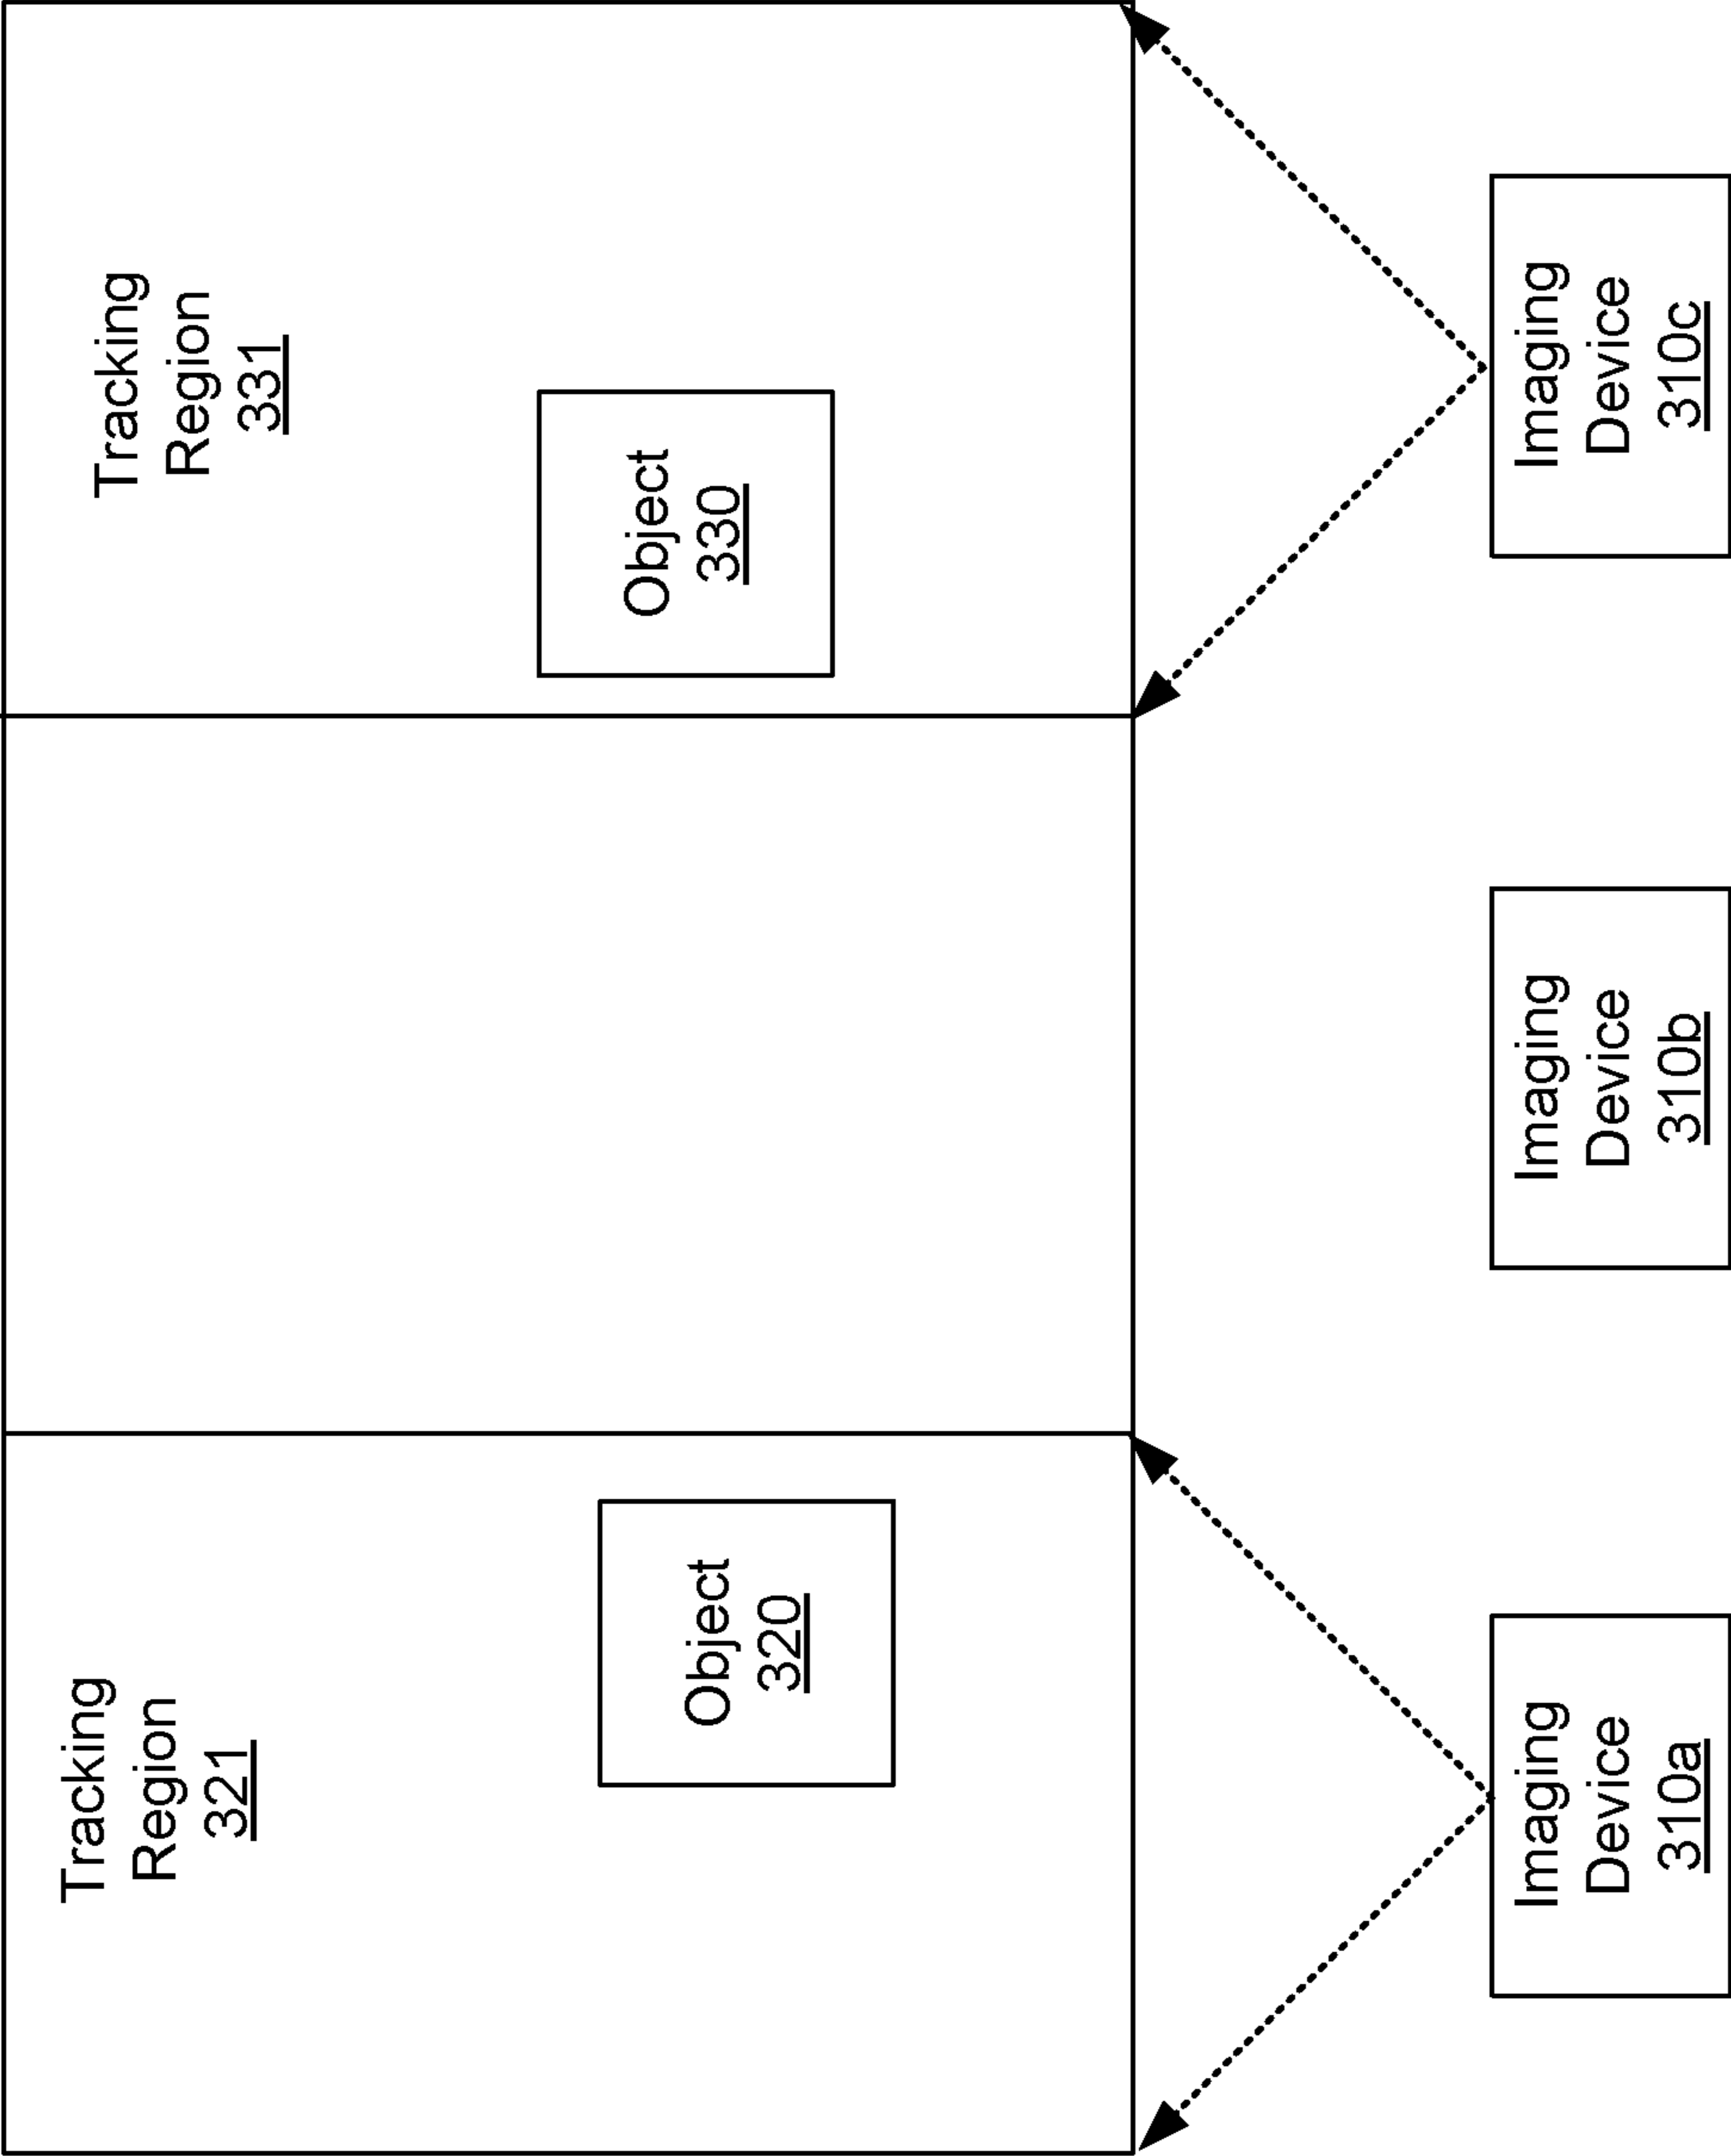 Tracking
Region
321
Tracking
Region
331
Object
320
Object
330
Imaging
Device
310a
Imaging
Device
310b
Imaging
Device
310c